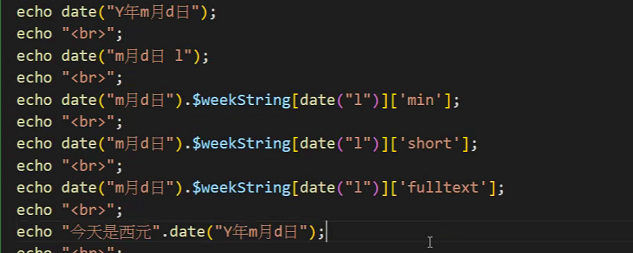 echo date("Y年m月d日");
echo "<br>";
echo date("m月d日 l");
echo "<br>";
echo date("m月d日").$weekString[date("l")]['min'];
echo "<br>";
echo date("m月d日").$weekString[date("l")]['short'];
echo "<br>";
echo date("m月d日").$weekString[date("l")]['fulltext'];
echo "<br>";
echo "今天是西元".date("Y年m月d日");
echo "<br>";